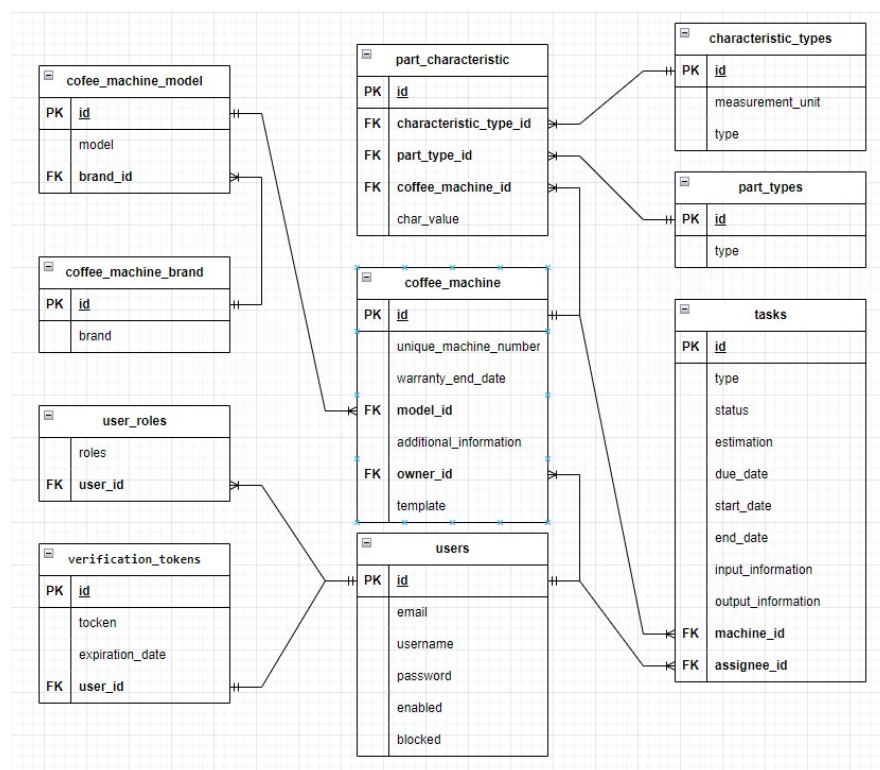 cofee_machine_model
PK id
model
FK brand_id
coffee_machine_brand
PK id
brand
user_roles
roles
FK user_id
verification_tokens
PK id
tocken
expiration_date
FK user_id
part_characteristic
PK id
FK characteristic_type_id
FK part_type_id
FK coffee_machine_id
char_value
coffee_machine
PK id
unique_machine_number
warranty_end_date
FK model_id
additional_information
FK owner_id
template
users
PK id
email
username
password
enabled
blocked
characteristic_types
PK id
measurement_unit
type
part_types
PK id
type
tasks
PK id
type
status
estimation
due_date
start_date
end_date
input_information
output_information
FK machine_id
FK assignee_id